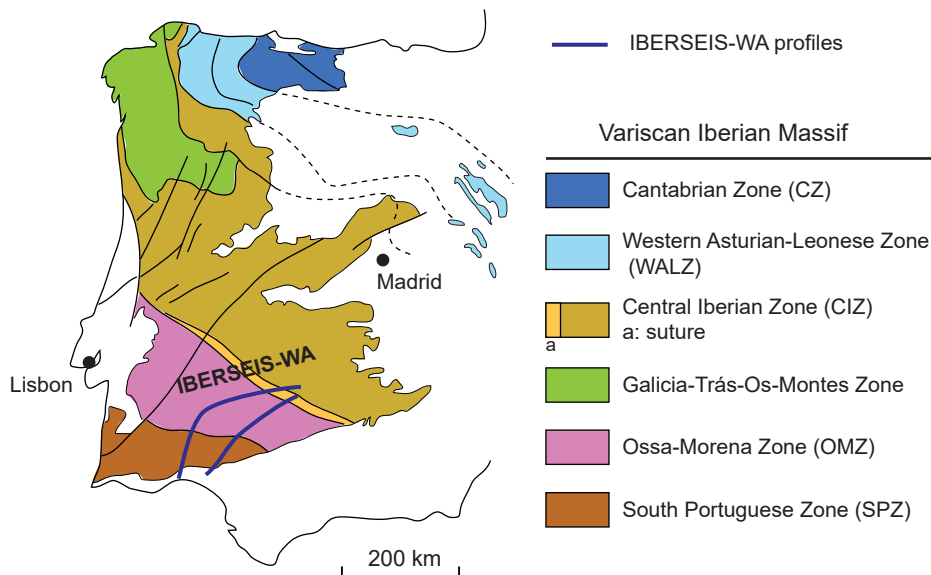 IBERSEIS-WA profiles
Variscan Iberian Massif
Cantabrian Zone (CZ)
Western Asturian-Leonese Zone
(WALZ)
Central Iberian Zone (CIZ)
a: suture
a
Galicia-Trás-Os-Montes Zone
Ossa-Morena Zone (OMZ)
South Portuguese Zone (SPZ)
Madrid
Lisbon
IBERSEIS-WA
200 km